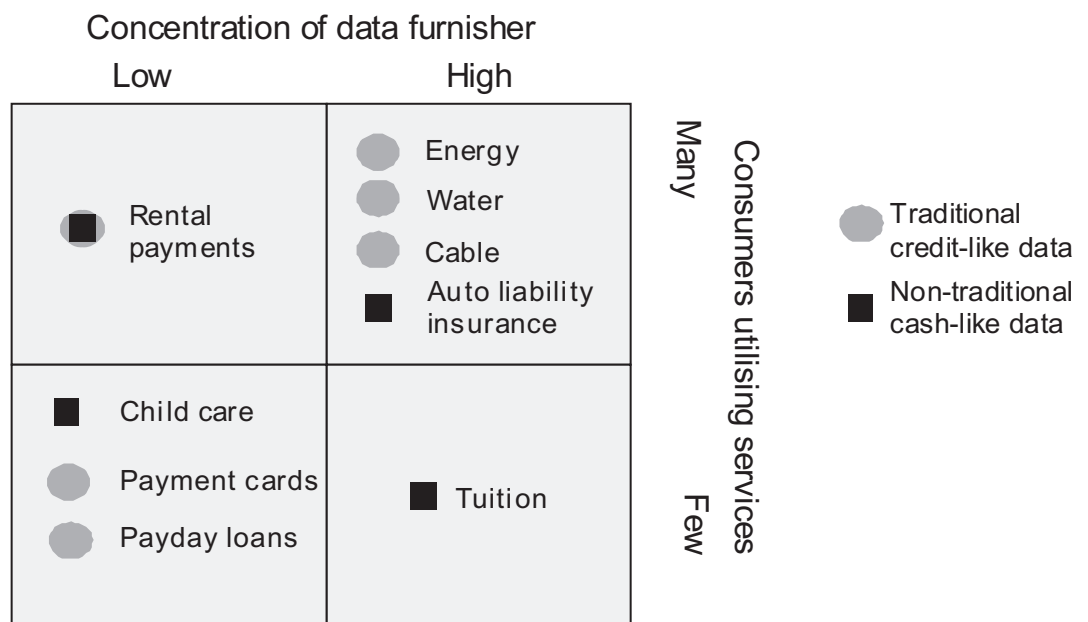 Concentration of data furnisher
Low
High
Rental
payments
Energy
Water
Cable
Auto liability
insurance
Child care
Payment cards
Payday loans
Tuition
Many
Few
Consumers utilising services
Traditional
credit-like data
Non-traditional
cash-like data